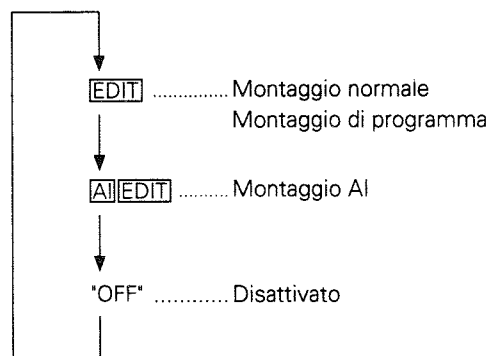 EDIT .............. Montaggio normale
Montaggio di programma
AI EDIT ......... Montaggio AI
"OFF" ............ Disattivato